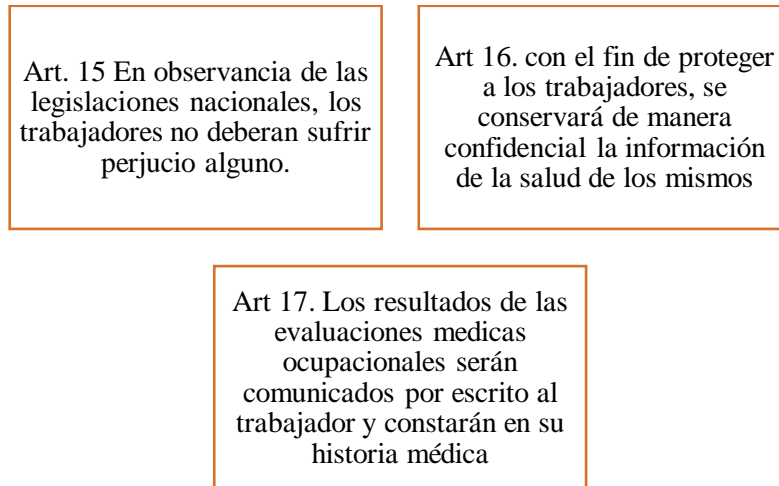 Art. 15 En observancia de las
legislaciones nacionales, los
trabajadores no deberan sufrir
perjucio alguno.
Art 16. con el fin de proteger
a los trabajadores, se
conservará de manera
confidencial la información
de la salud de los mismos
Art 17. Los resultados de las
evaluaciones medicas
ocupacionales serán
comunicados por escrito al
trabajador y constarán en su
historia médica